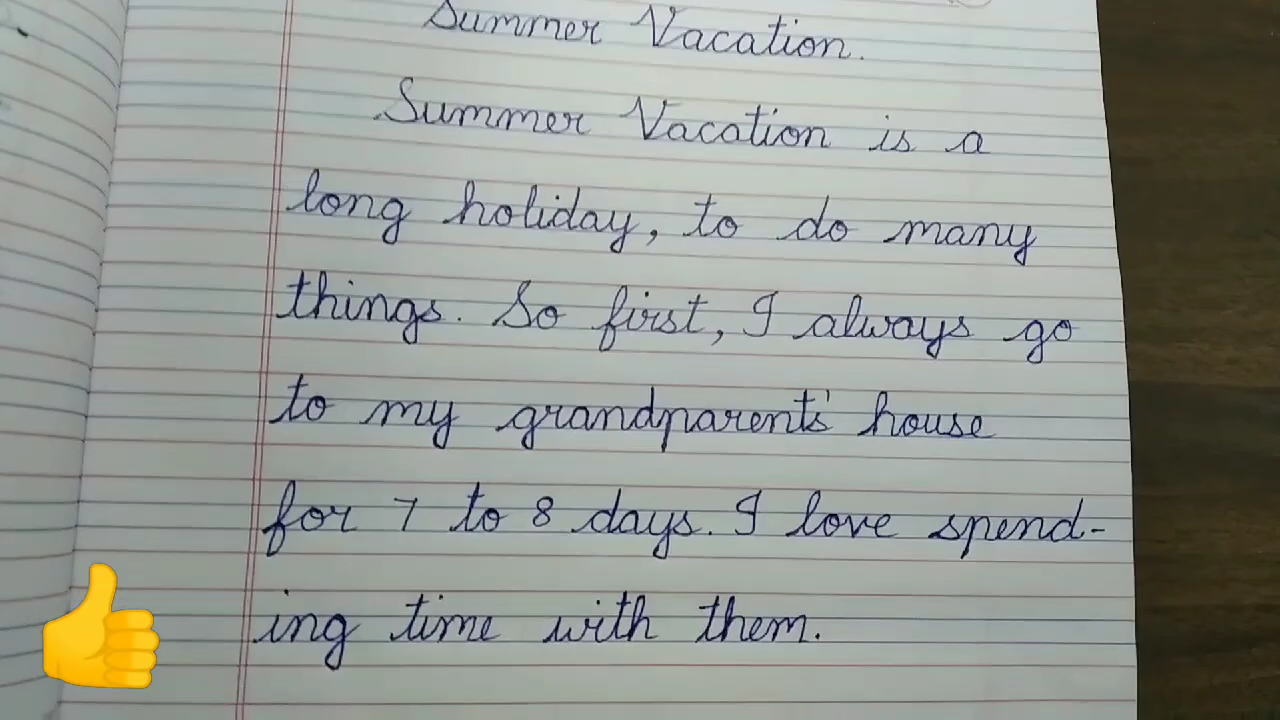 Summer Vacation.
Summer Vacation is a
long holiday, to do many
things. So first, I always go
to my grandparents' house
for 7 to 8 days. I love spend-
ing time with them.